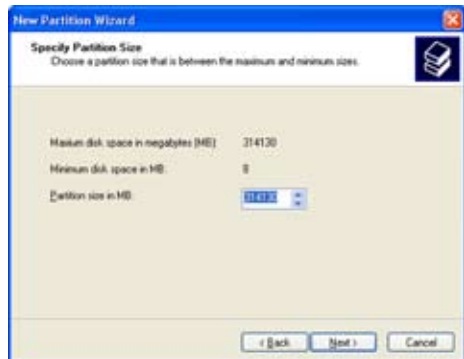 New Partition Wizard
Specify Partition Size
Choose a partition size that is between the maximum and minimum sizes.
Maximum disk space in megabytes (MB): 314130
Minimum disk space in MB: 8
Partition size in MB: 314130
< Back Next > Cancel